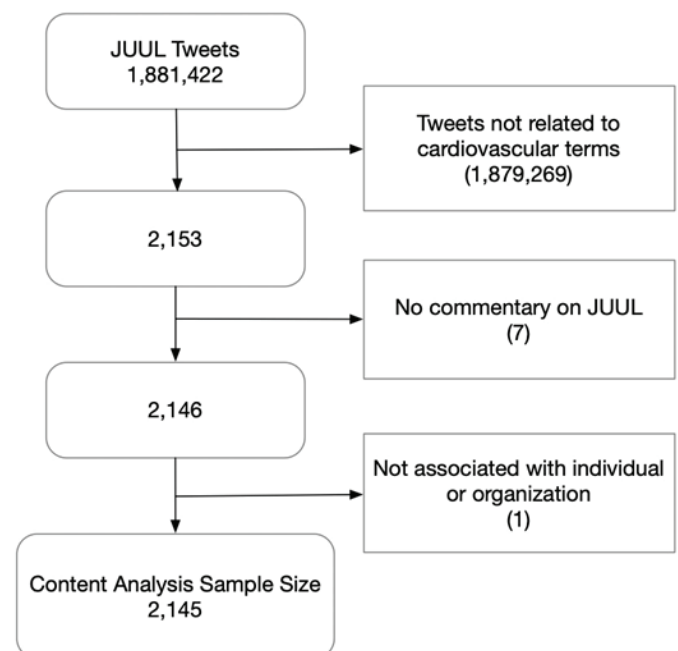 JUUL Tweets
1,881,422
Tweets not related to
cardiovascular terms
(1,879,269)
2,153
No commentary on JUUL
(7)
2,146
Not associated with individual
or organization
(1)
Content Analysis Sample Size
2,145